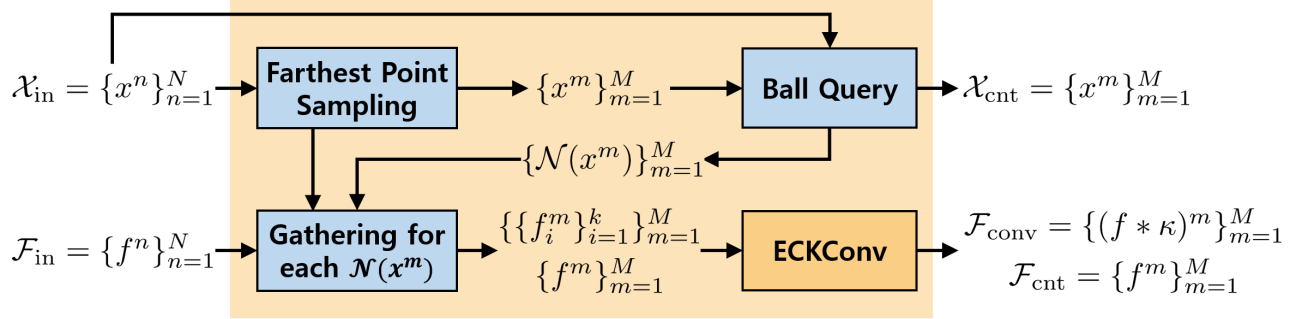 𝒳_in = {x^n}_{n=1}^N
Farthest Point
Sampling
{x^m}_{m=1}^M
Ball Query
𝒳_cnt = {x^m}_{m=1}^M
{𝒩(x^m)}_{m=1}^M
ℱ_in = {f^n}_{n=1}^N
Gathering for
each 𝒩(x^m)
{{f_i^m}_{i=1}^k}_{m=1}^M
{f^m}_{m=1}^M
ECKConv
ℱ_conv = {(f * κ)^m}_{m=1}^M
ℱ_cnt = {f^m}_{m=1}^M